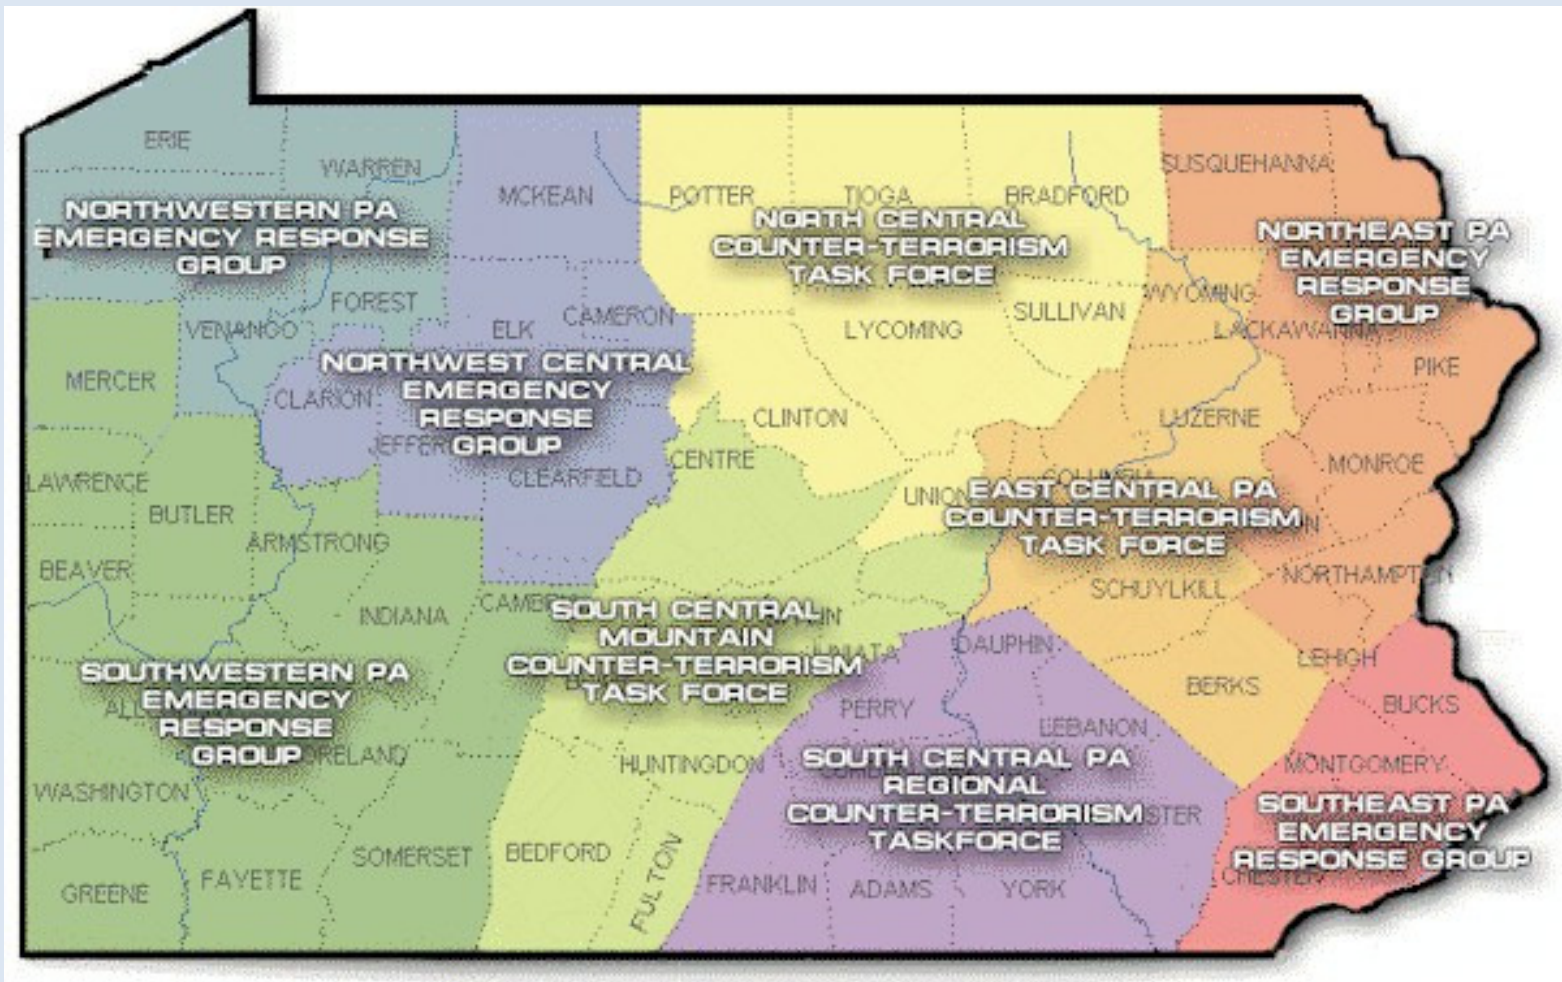 ERIE
WARREN
MCKEAN
POTTER
TIOGA
BRADFORD
SUSQUEHANNA
NORTHWESTERN PA
EMERGENCY RESPONSE
GROUP
NORTH CENTRAL
COUNTER-TERRORISM
TASK FORCE
NORTHEAST PA
EMERGENCY
RESPONSE
GROUP
FOREST
VENANGO
ELK
CAMERON
LYCOMING
SULLIVAN
WYOMING
LACKAWANNA
PIKE
MERCER
CLARION
NORTHWEST CENTRAL
EMERGENCY
RESPONSE
GROUP
CLINTON
LUZERNE
CENTRE
CLEARFIELD
MONROE
LAWRENCE
BUTLER
UNION
COLUMBIA
EAST CENTRAL PA
COUNTER-TERRORISM
TASK FORCE
ARMSTRONG
BEAVER
NORTHAMPTON
SCHUYLKILL
INDIANA
SOUTH CENTRAL
MOUNTAIN
COUNTER-TERRORISM
TASK FORCE
DAUPHIN
LEHIGH
BERKS
SOUTHWESTERN PA
EMERGENCY
RESPONSE
GROUP
PERRY
LEBANON
BUCKS
HUNTINGDON
MONTGOMERY
SOUTH CENTRAL PA
REGIONAL
COUNTER-TERRORISM
TASKFORCE
SOUTHEAST PA
EMERGENCY
RESPONSE GROUP
WASHINGTON
SOMERSET
BEDFORD
FULTON
CHESTER
GREENE
FAYETTE
FRANKLIN
ADAMS
YORK